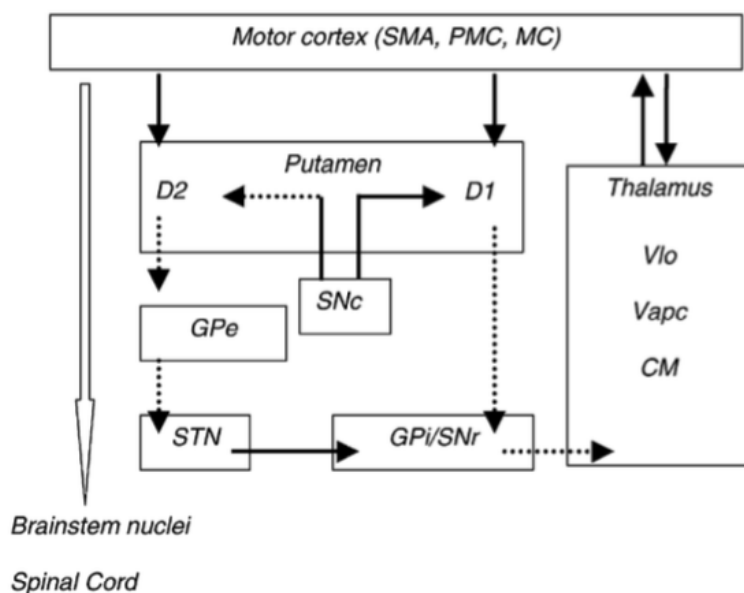 Motor cortex (SMA, PMC, MC)
Putamen
D2
D1
Thalamus
Vlo
SNc
GPe
Vapc
CM
STN
GPi/SNr
Brainstem nuclei
Spinal Cord